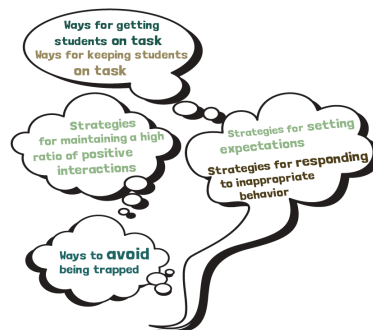 Ways for getting
students on task
Ways for keeping students
on task
Strategies
for maintaining a high
ratio of positive
interactions
Strategies for setting
expectations
Strategies for responding
to inappropriate
behavior
Ways to avoid
being trapped